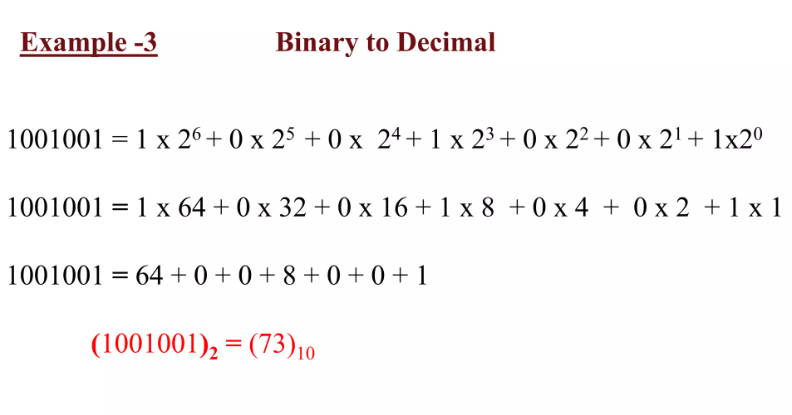 Example -3 Binary to Decimal
1001001 = 1 x 2⁶ + 0 x 2⁵ + 0 x 2⁴ + 1 x 2³ + 0 x 2² + 0 x 2¹ + 1x2⁰
1001001 = 1 x 64 + 0 x 32 + 0 x 16 + 1 x 8 + 0 x 4 + 0 x 2 + 1 x 1
1001001 = 64 + 0 + 0 + 8 + 0 + 0 + 1
(1001001)₂ = (73)₁₀